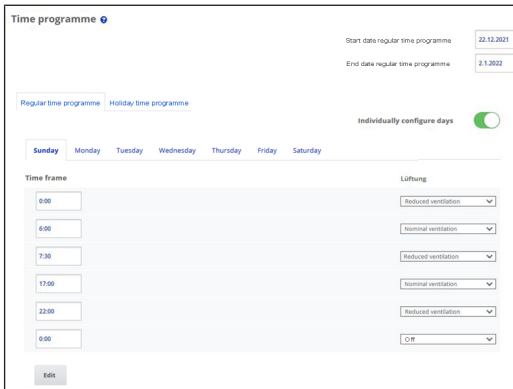 Time programme ?
Start date regular time programme 22.12.2021
End date regular time programme 2.1.2022
Regular time programme Holiday time programme
Individually configure days
Sunday Monday Tuesday Wednesday Thursday Friday Saturday
Time frame Lüftung
0:00 Reduced ventilation
6:00 Nominal ventilation
7:30 Reduced ventilation
17:00 Nominal ventilation
22:00 Reduced ventilation
0:00 Off
Edit